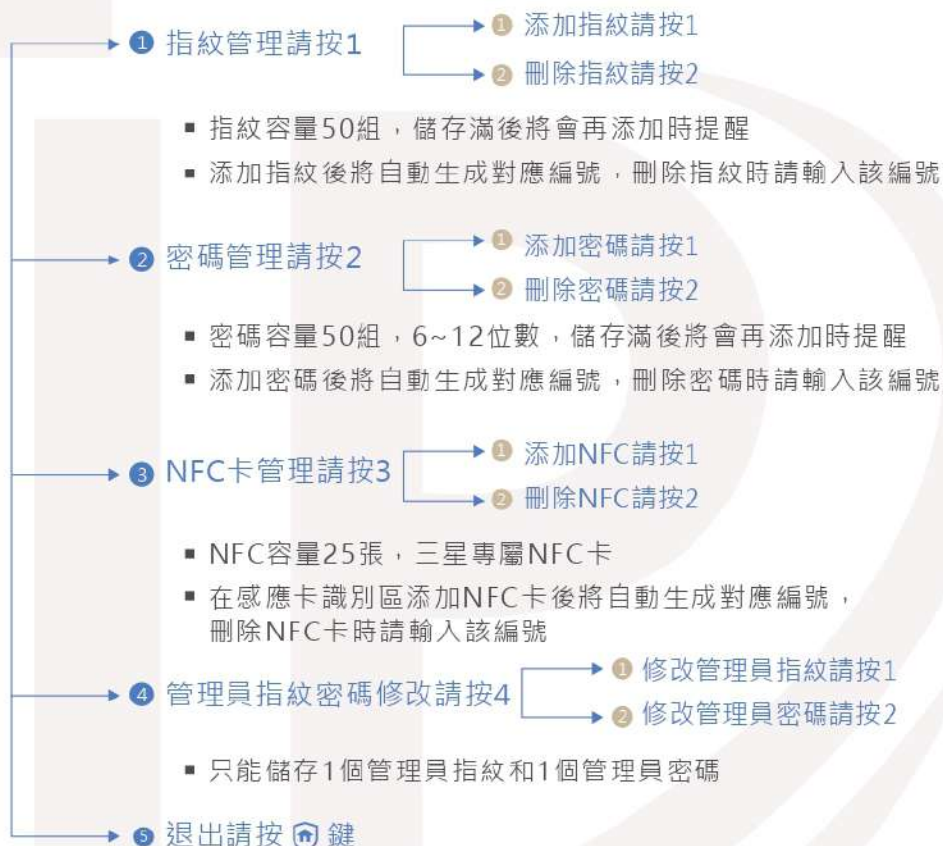 ❶ 指紋管理請按1
❶ 添加指紋請按1
❷ 刪除指紋請按2
▪ 指紋容量50組，儲存滿後將會再添加時提醒
▪ 添加指紋後將自動生成對應編號，刪除指紋時請輸入該編號
❷ 密碼管理請按2
❶ 添加密碼請按1
❷ 刪除密碼請按2
▪ 密碼容量50組，6~12位數，儲存滿後將會再添加時提醒
▪ 添加密碼後將自動生成對應編號，刪除密碼時請輸入該編號
❸ NFC卡管理請按3
❶ 添加NFC請按1
❷ 刪除NFC請按2
▪ NFC容量25張，三星專屬NFC卡
▪ 在感應卡識別區添加NFC卡後將自動生成對應編號，
刪除NFC卡時請輸入該編號
❹ 管理員指紋密碼修改請按4
❶ 修改管理員指紋請按1
❷ 修改管理員密碼請按2
▪ 只能儲存1個管理員指紋和1個管理員密碼
❺ 退出請按 鍵